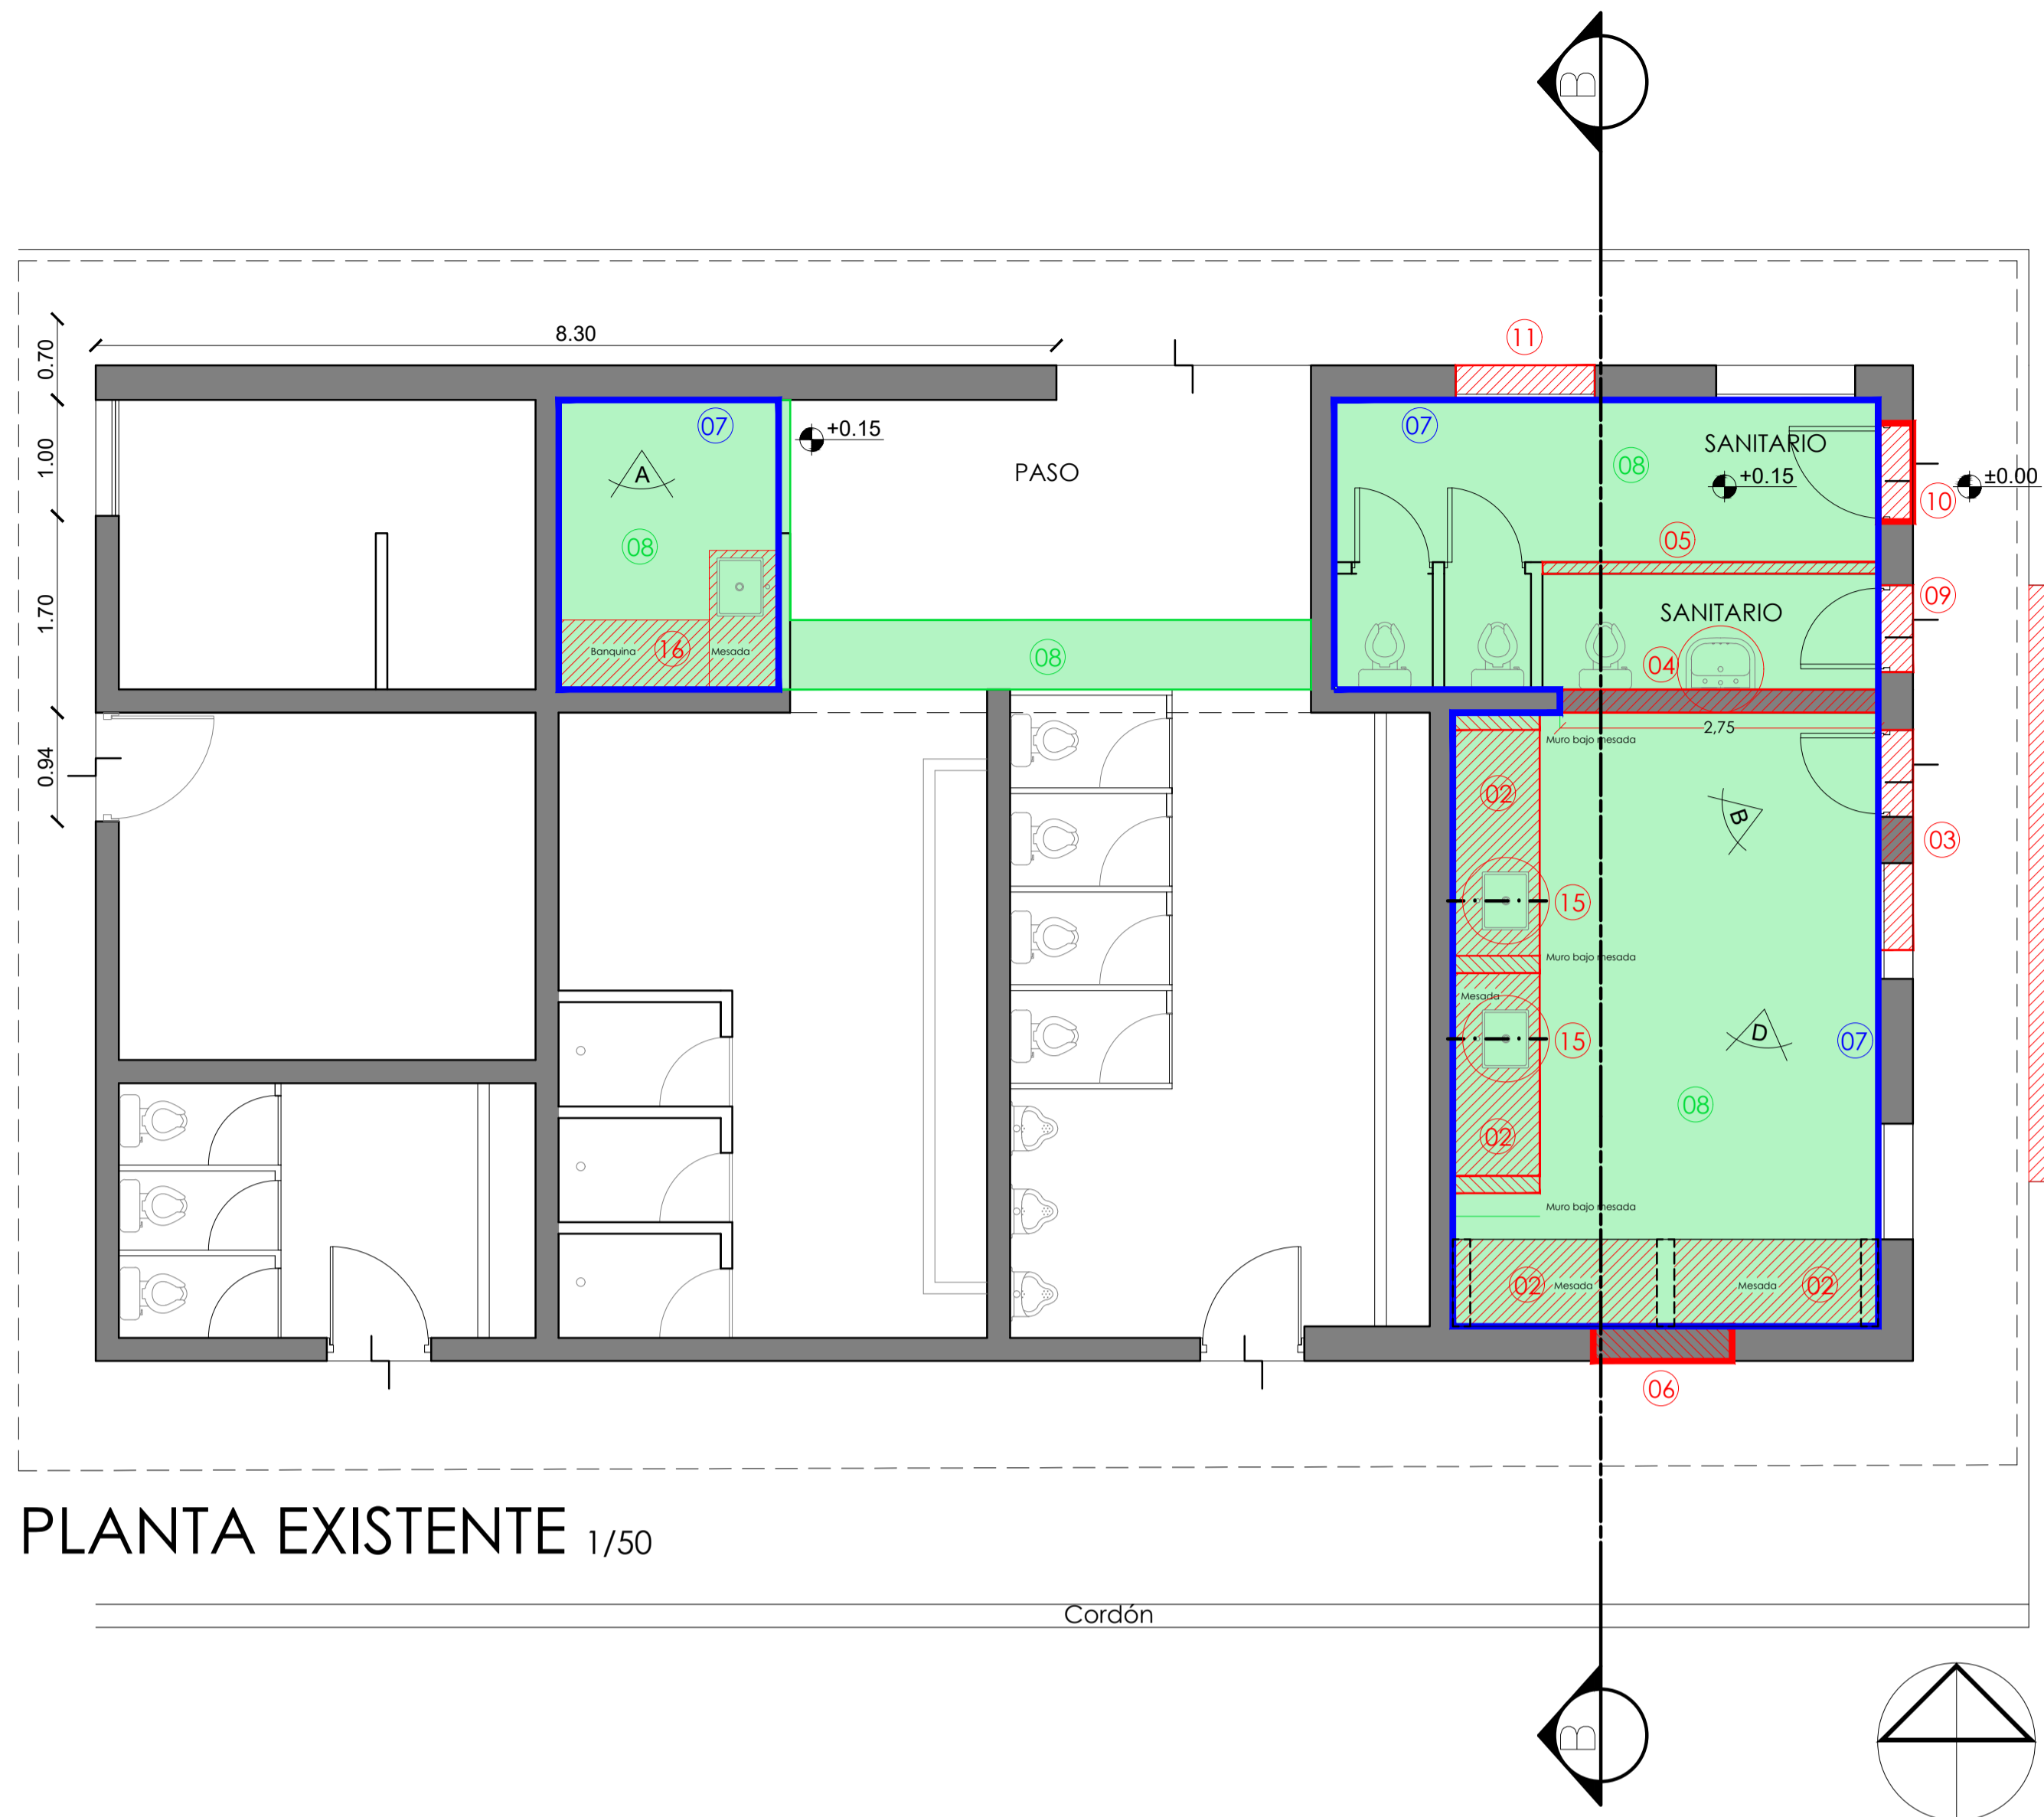 B
11
8.30
0.70
1.00
1.70
0.94
07
A
08
+0.15
PASO
07
08
SANITARIO
+0.15
±0.00
10
05
09
SANITARIO
04
Banquina
16
Mesada
08
2,75
Muro bajo mesada
02
B
03
15
Muro bajo mesada
Mesada
15
D
07
08
02
Muro bajo mesada
02
Mesada
Mesada
02
06
PLANTA EXISTENTE 1/50
Cordón
B